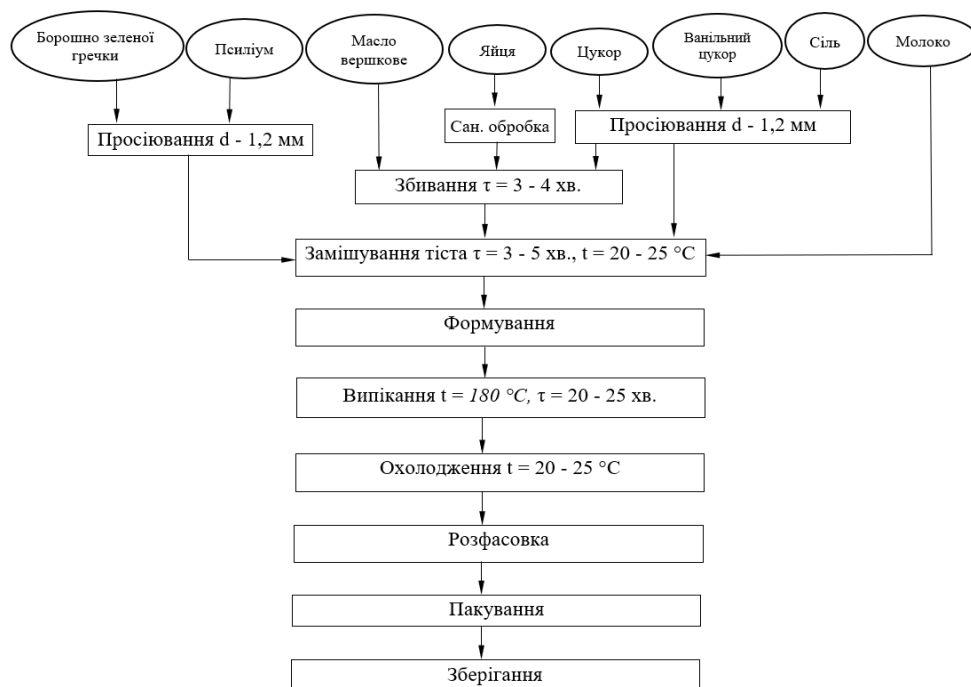 Борошно зеленої
гречки
Псиліум
Масло
вершкове
Яйця
Цукор
Ванільний
цукор
Сіль
Молоко
Просіювання d - 1,2 мм
Сан. обробка
Просіювання d - 1,2 мм
Збивання τ = 3 - 4 хв.
Замішування тіста τ = 3 - 5 хв., t = 20 - 25 °C
Формування
Випікання t = 180 °C, τ = 20 - 25 хв.
Охолодження t = 20 - 25 °C
Розфасовка
Пакування
Зберігання